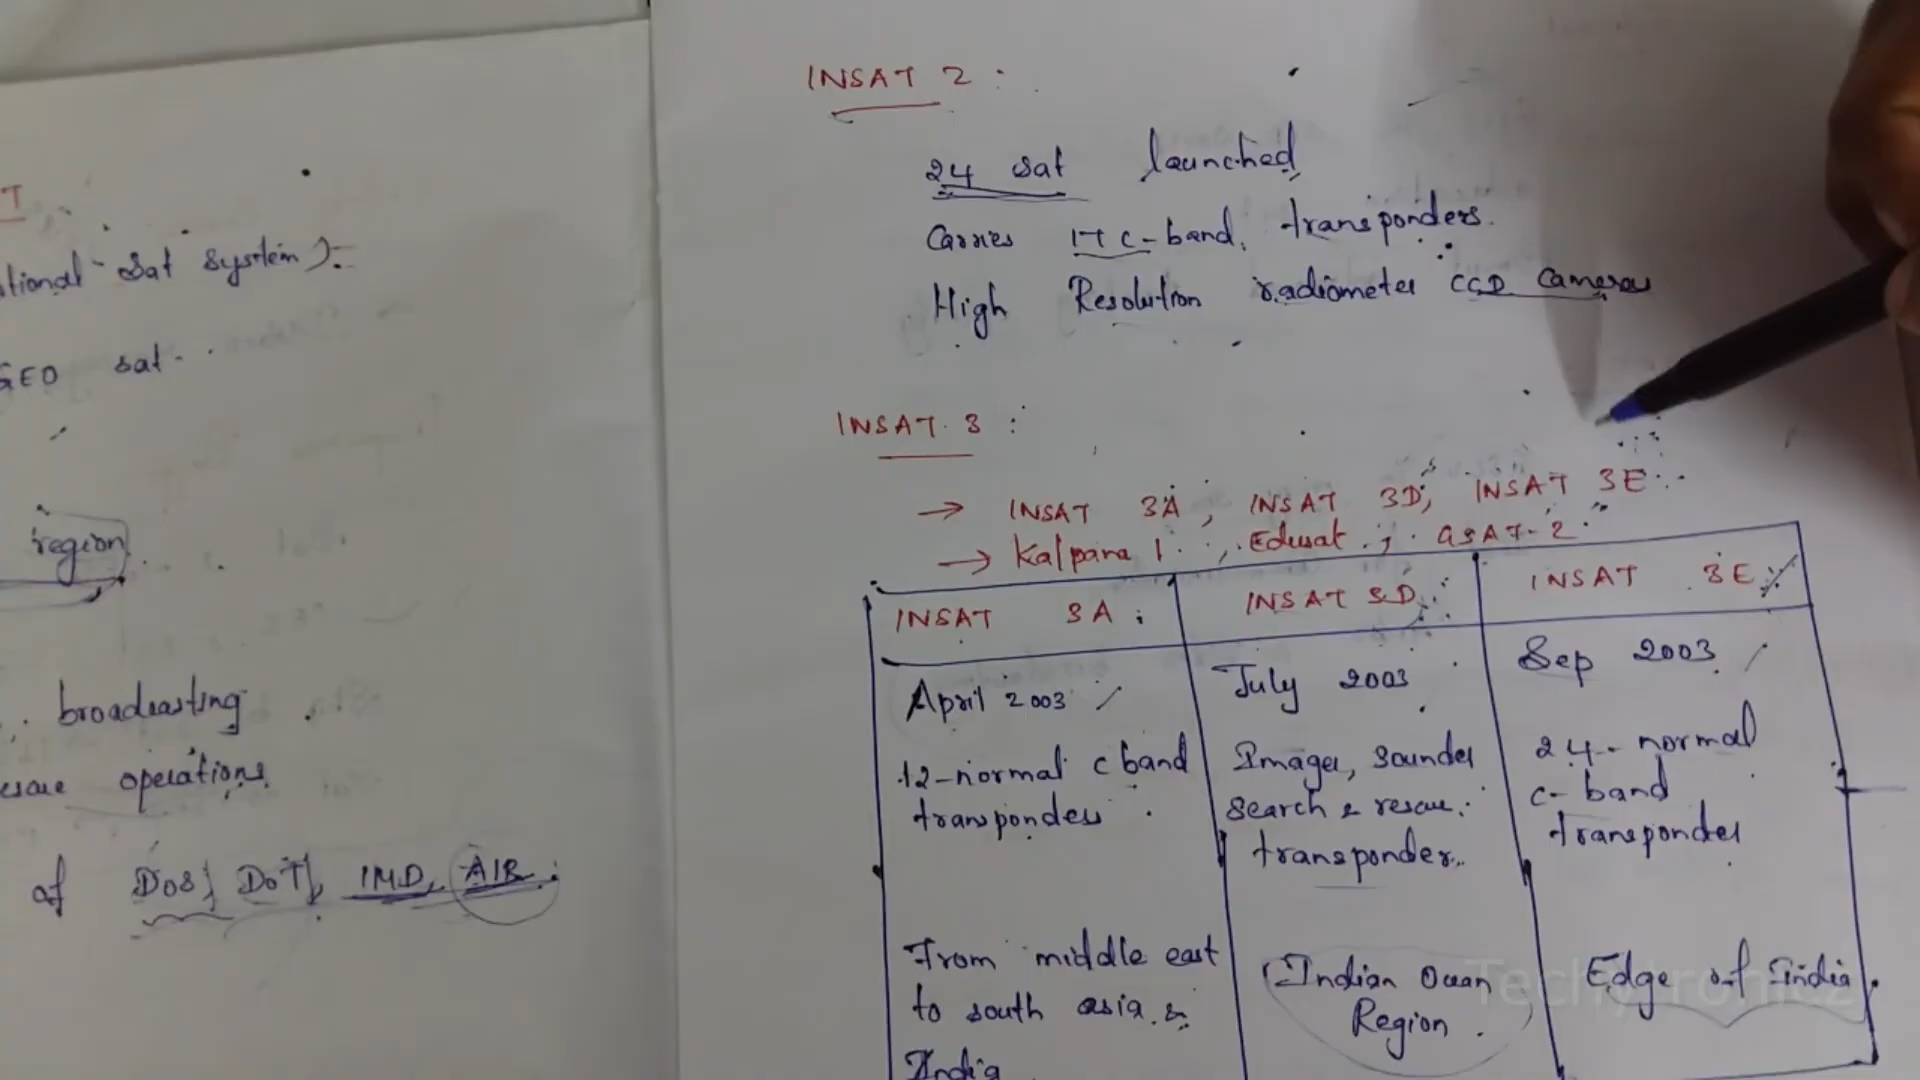 T
tional - Sat System ) :-
GEO sat.
region
broadcasting
operations
of DOS, DOT, IMD, AIR.
INSAT 2 :
24 sat launched
Carries 17 C-band transponders.
High Resolution radiometer CCD Cameras
INSAT 3 :
→ INSAT 3A, INSAT 3D, INSAT 3E
→ Kalpana 1, Edusat, GSAT-2
INSAT 3A :
April 2003
12-normal c band
transponder
From middle east
to south asia &
India
INSAT 3D
July 2003
Imager, Sounder
Search & rescue
transponder
Indian Ocean
Region
INSAT 3E
Sep 2003
24-normal
c-band
transponder
Edge of India
Techytronicz